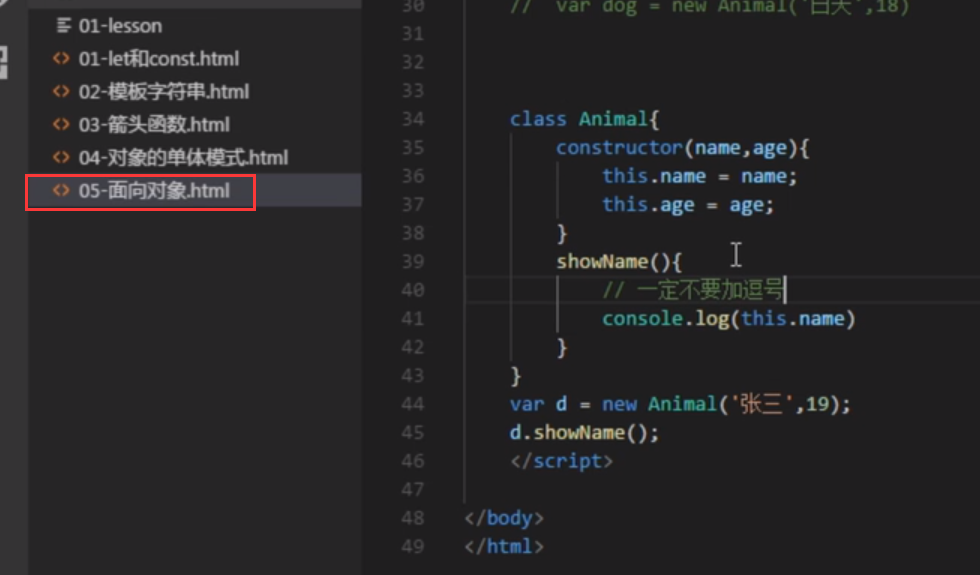 01-lesson
01-let和const.html
02-模板字符串.html
03-箭头函数.html
04-对象的单体模式.html
05-面向对象.html
30 // var dog = new Animal('白天',18)
31
32
33
34 class Animal{
35 constructor(name,age){
36 this.name = name;
37 this.age = age;
38 }
39 showName(){
40 // 一定不要加逗号
41 console.log(this.name)
42 }
43 }
44 var d = new Animal('张三',19);
45 d.showName();
46 </script>
47
48 </body>
49 </html>